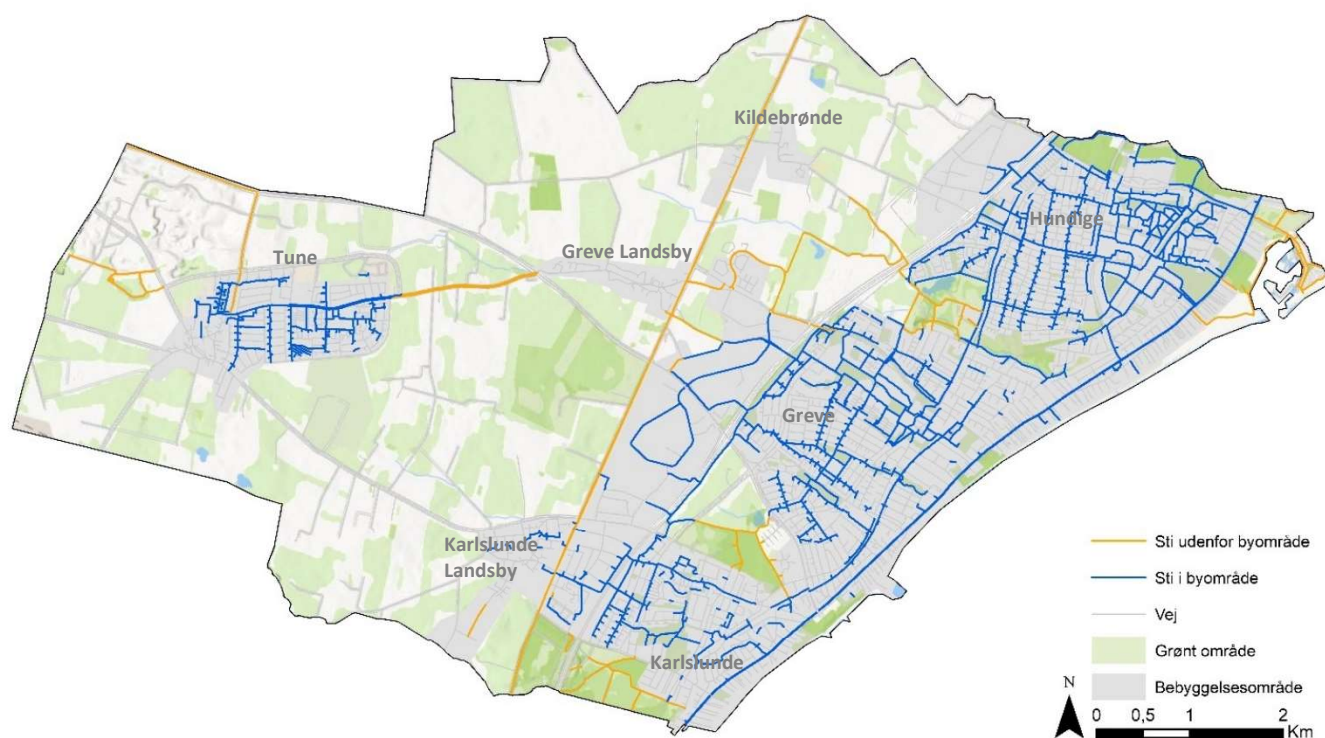 Kildebrønde
Hundige
Greve Landsby
Tune
Greve
Karlslunde
Landsby
Karlslunde
Sti udenfor byområde
Sti i byområde
Vej
Grønt område
Bebyggelsesområde
N
0 0,5 1 2
Km